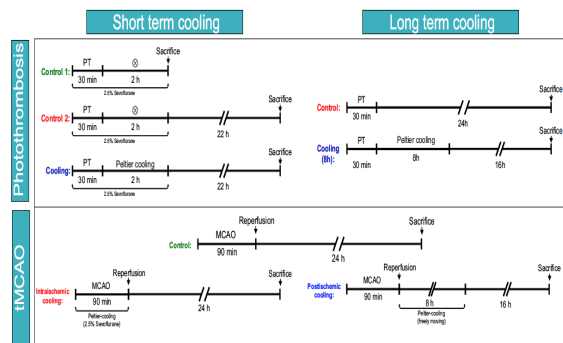 Short term cooling
Long term cooling
Photothrombosis
Sacrifice
Control 1:
PT
⊗
30 min
2 h
2.5% Sevoflurane
Sacrifice
Control 2:
PT
⊗
30 min
2 h
22 h
2.5% Sevoflurane
Sacrifice
Cooling:
PT
Peltier cooling
30 min
2 h
22 h
2.5% Sevoflurane
Sacrifice
Control:
PT
30 min
24h
Sacrifice
Cooling (8h):
PT
Peltier cooling
30 min
8h
16h
tMCAO
Reperfusion
Sacrifice
Control:
MCAO
90 min
24 h
Reperfusion
Sacrifice
Intraischemic
cooling:
MCAO
90 min
24 h
Peltier-cooling
(2.5% Sevoflurane)
Reperfusion
Sacrifice
Postischemic
cooling:
MCAO
90 min
8 h
16 h
Peltier-cooling
(freely moving)